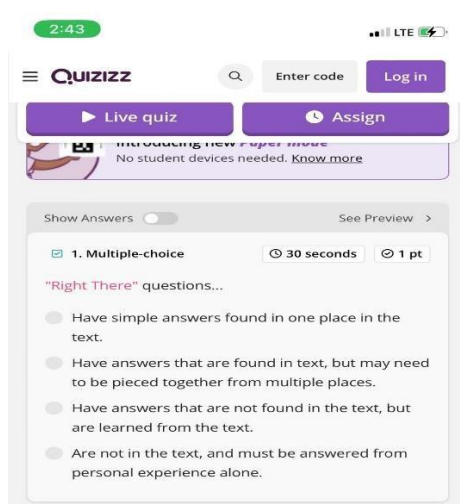 2:43
LTE
Quizizz
Enter code
Log in
Live quiz
Assign
Introducing new Paper mode
No student devices needed. Know more
Show Answers
See Preview >
1. Multiple-choice
30 seconds
1 pt
"Right There" questions...
Have simple answers found in one place in the
text.
Have answers that are found in text, but may need
to be pieced together from multiple places.
Have answers that are not found in the text, but
are learned from the text.
Are not in the text, and must be answered from
personal experience alone.